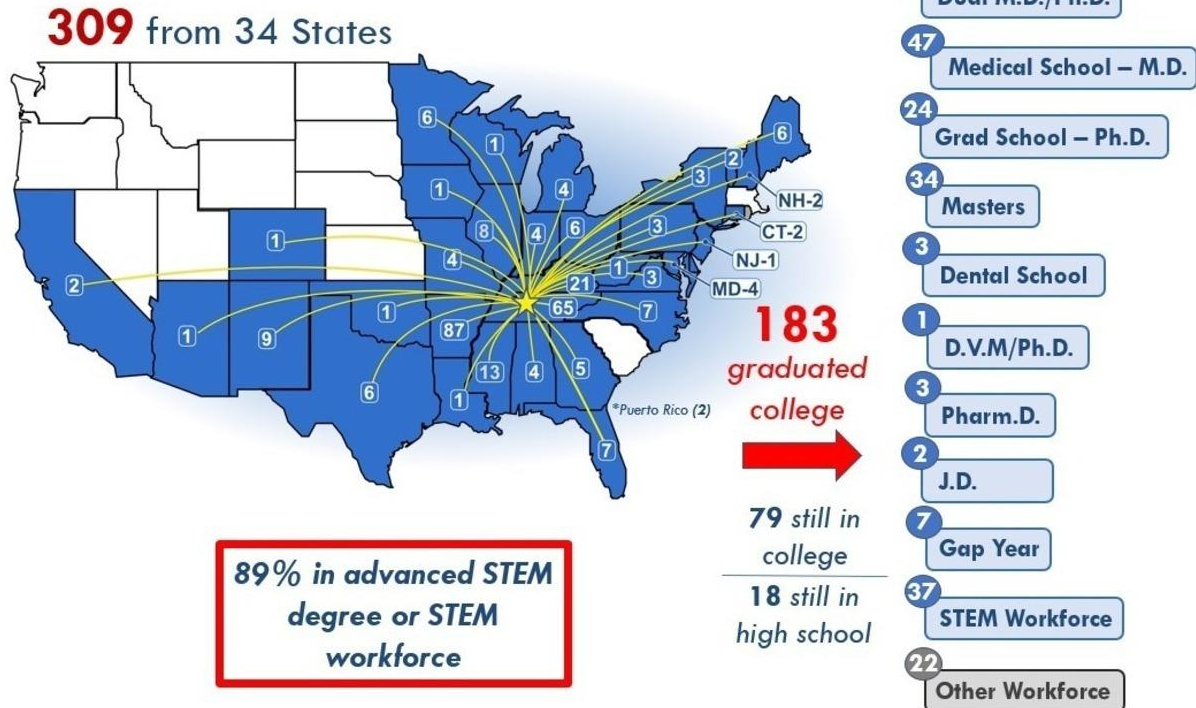 309 from 34 States
6
1
1
8
4
4
6
3
2
6
3
NH-2
CT-2
NJ-1
MD-4
1
3
21
65
7
1
2
4
1
9
1
87
6
1
13
4
5
7
*Puerto Rico (2)
89% in advanced STEM
degree or STEM
workforce
183
graduated
college
79 still in
college
18 still in
high school
Dual M.D./Ph.D.
47
Medical School – M.D.
24
Grad School – Ph.D.
34
Masters
3
Dental School
1
D.V.M/Ph.D.
3
Pharm.D.
2
J.D.
7
Gap Year
37
STEM Workforce
22
Other Workforce